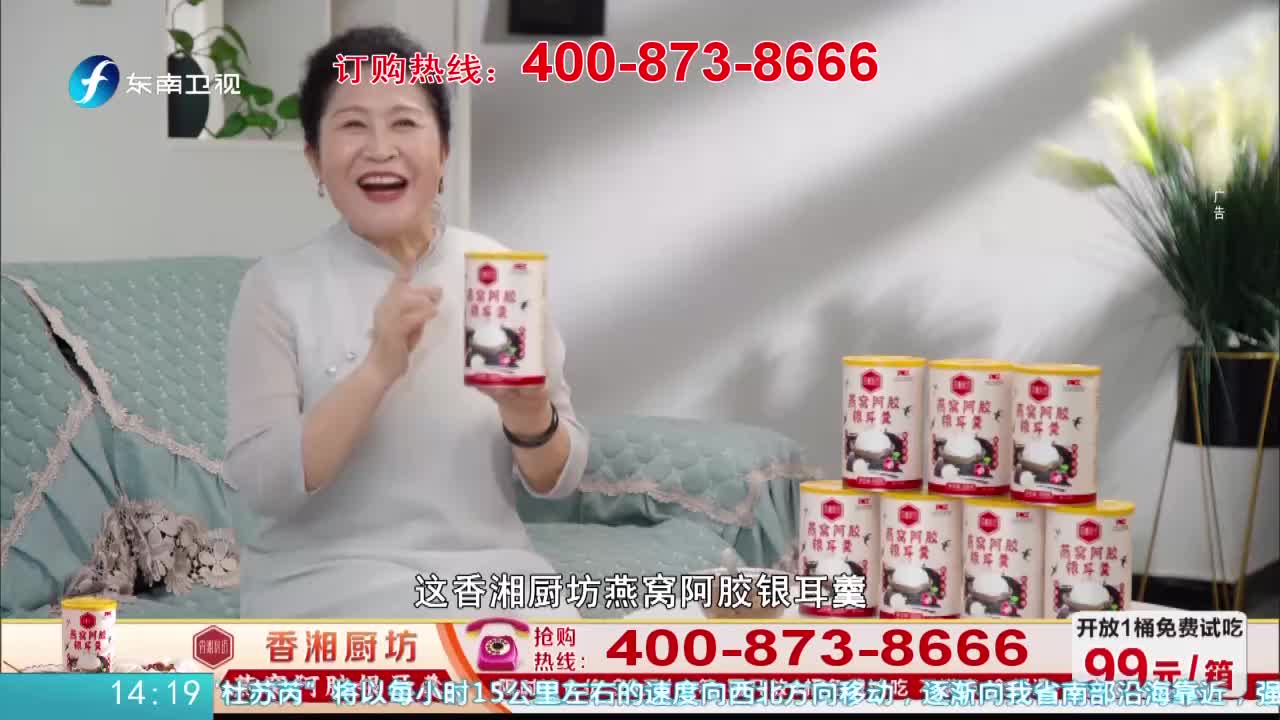 订购热线：400-873-8666
东南卫视
广告
燕窝阿胶
银耳羹
燕窝阿胶
银耳羹
燕窝阿胶
银耳羹
燕窝阿胶
银耳羹
燕窝阿胶
银耳羹
燕窝阿胶
银耳羹
燕窝阿胶
银耳羹
燕窝阿胶
银耳羹
这香湘厨坊燕窝阿胶银耳羹
香湘厨坊
香湘厨坊
抢购
热线：
400-873-8666
开放1桶免费试吃
99元/箱
14:19
“杜苏芮”将以每小时15公里左右的速度向西北方向移动，逐渐向我省南部沿海靠近，强